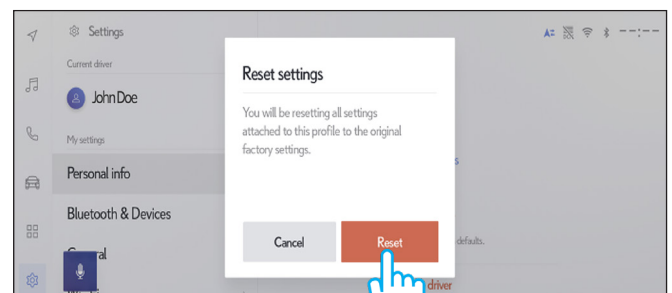 Settings
Current driver
John Doe
My settings
Personal info
Bluetooth & Devices
Reset settings
You will be resetting all settings
attached to this profile to the original
factory settings.
Cancel
Reset
defaults.
driver
--:--